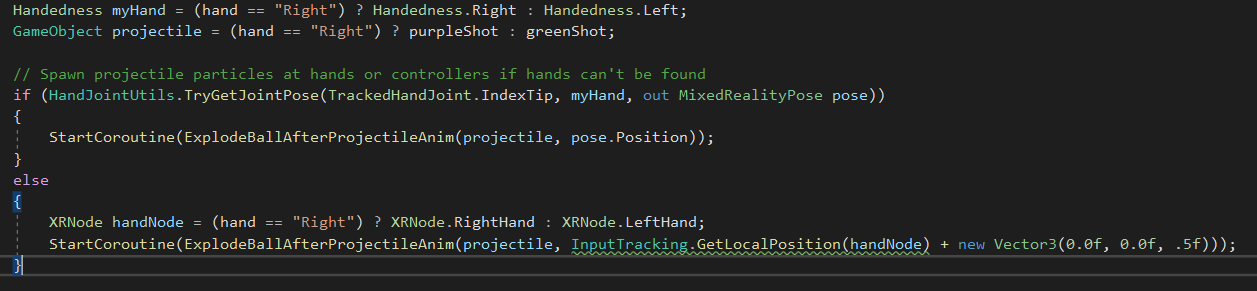 Handedness myHand = (hand == "Right") ? Handedness.Right : Handedness.Left;
GameObject projectile = (hand == "Right") ? purpleShot : greenShot;
// Spawn projectile particles at hands or controllers if hands can't be found
if (HandJointUtils.TryGetJointPose(TrackedHandJoint.IndexTip, myHand, out MixedRealityPose pose))
{
StartCoroutine(ExplodeBallAfterProjectileAnim(projectile, pose.Position));
}
else
{
XRNode handNode = (hand == "Right") ? XRNode.RightHand : XRNode.LeftHand;
StartCoroutine(ExplodeBallAfterProjectileAnim(projectile, InputTracking.GetLocalPosition(handNode) + new Vector3(0.0f, 0.0f, .5f)));
}